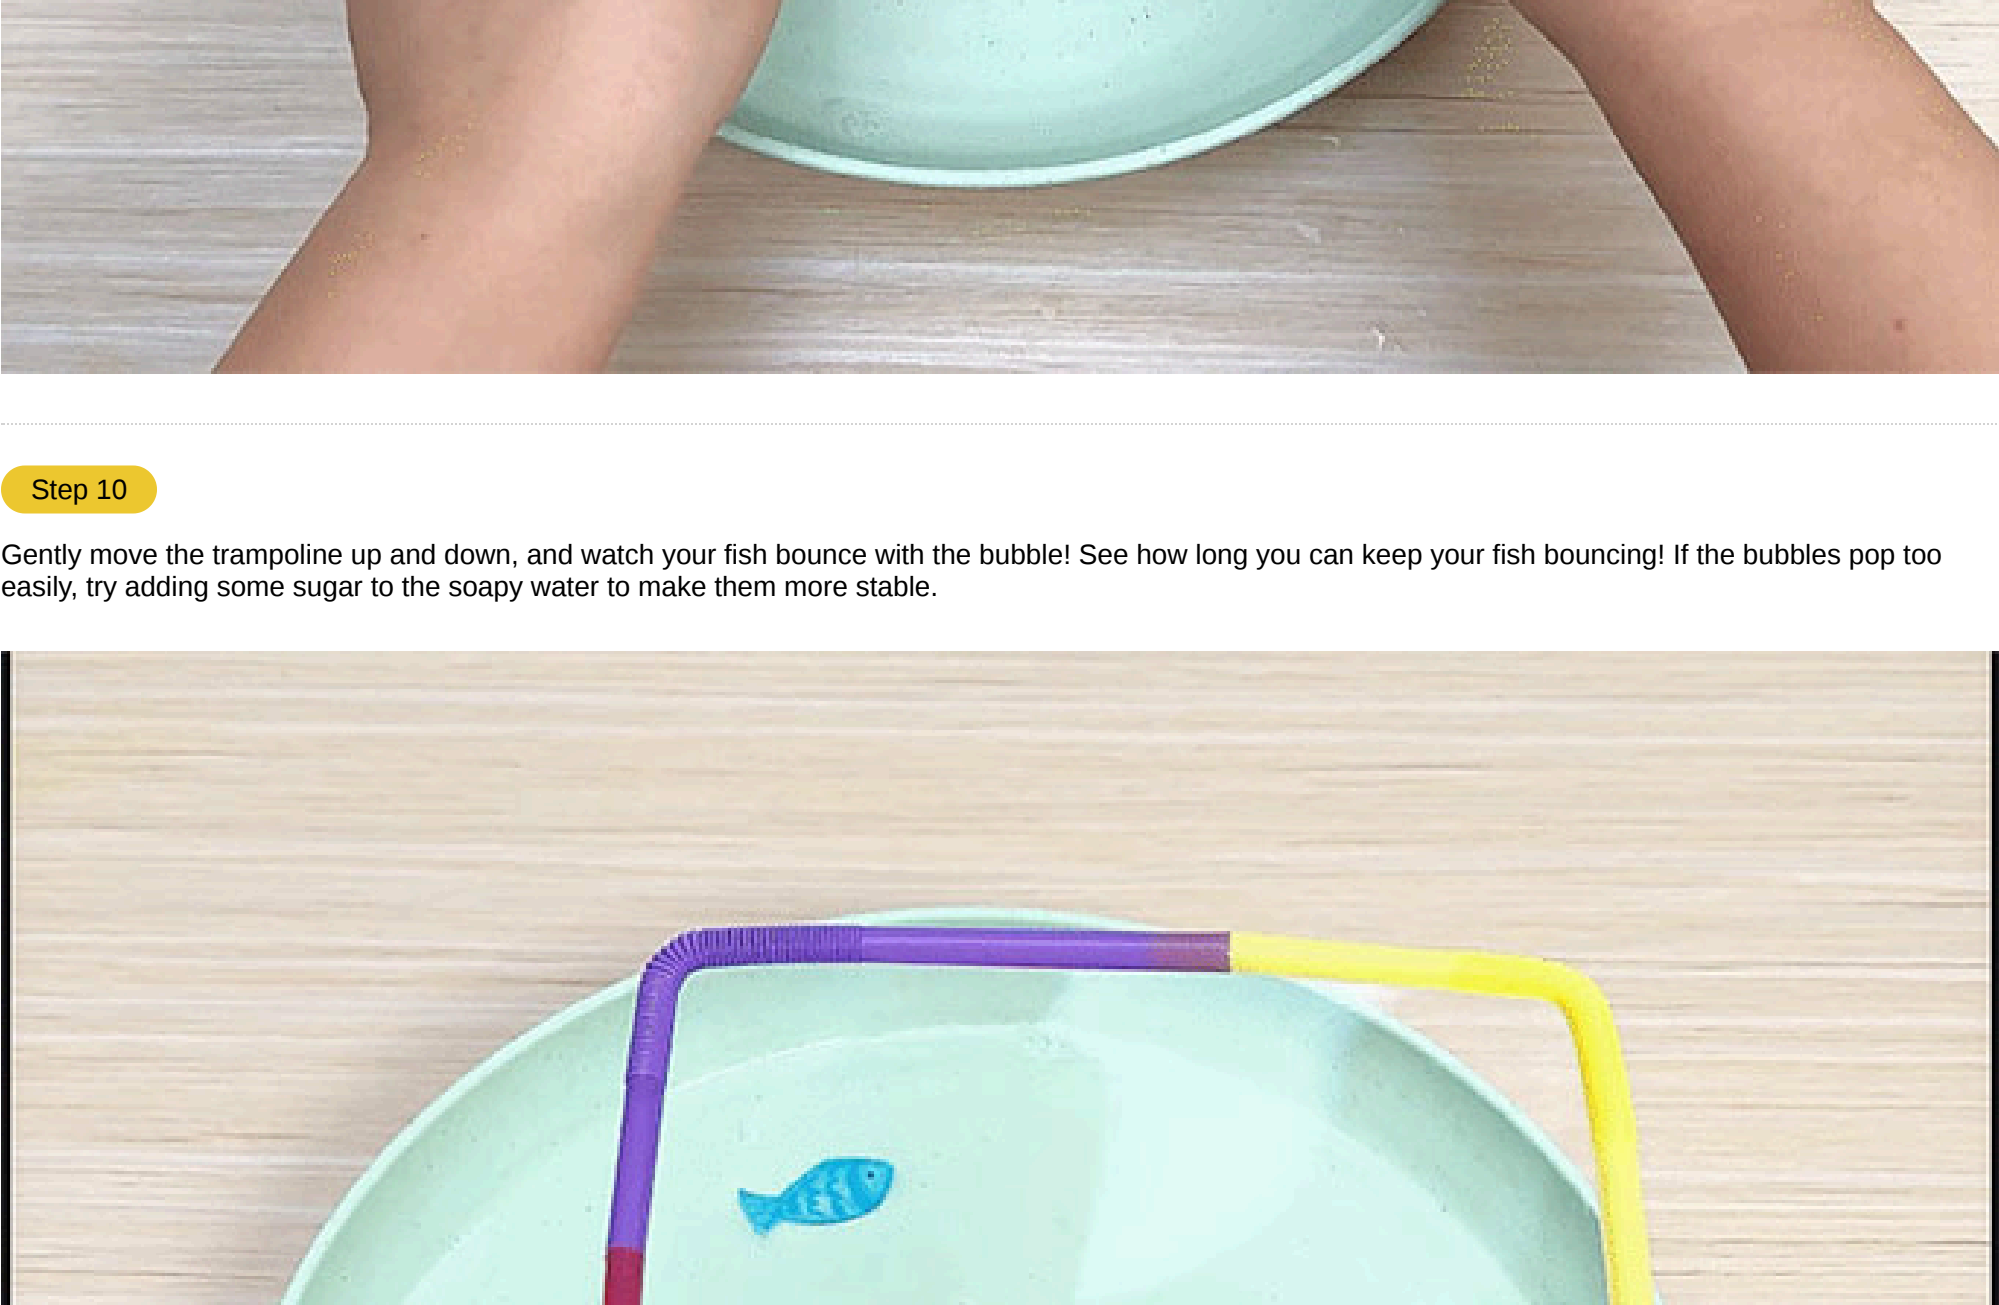 Step 10
Gently move the trampoline up and down, and watch your fish bounce with the bubble! See how long you can keep your fish bouncing! If the bubbles pop too
easily, try adding some sugar to the soapy water to make them more stable.